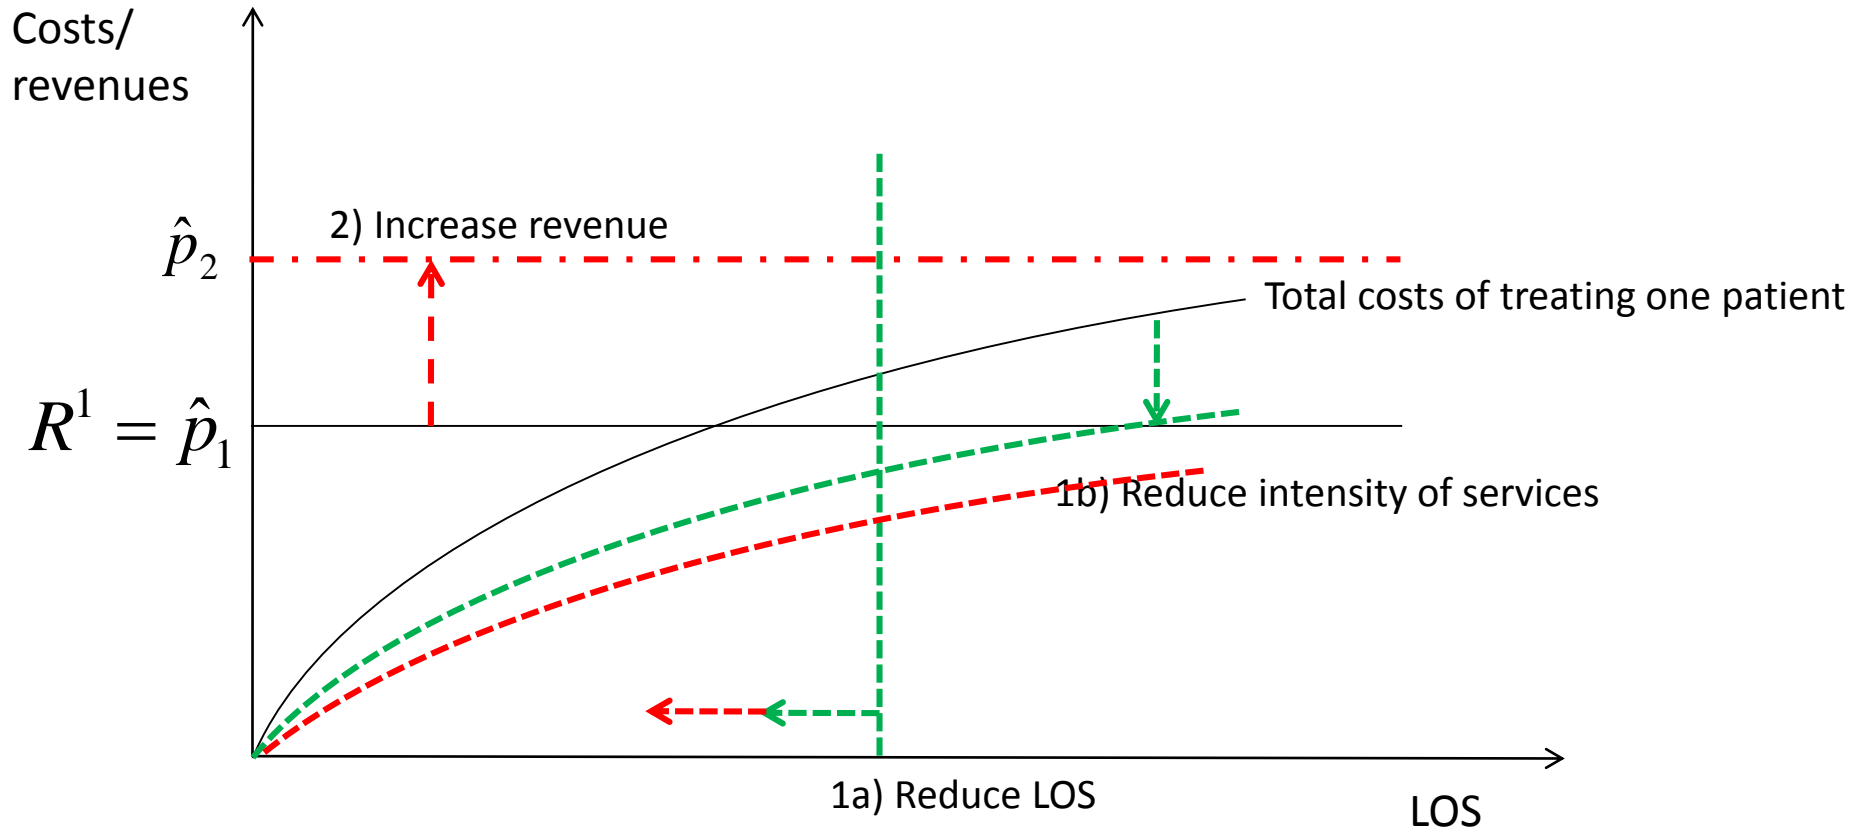 Costs/
revenues
2) Increase revenue
p̂₂
Total costs of treating one patient
R¹ = p̂₁
1b) Reduce intensity of services
1a) Reduce LOS
LOS